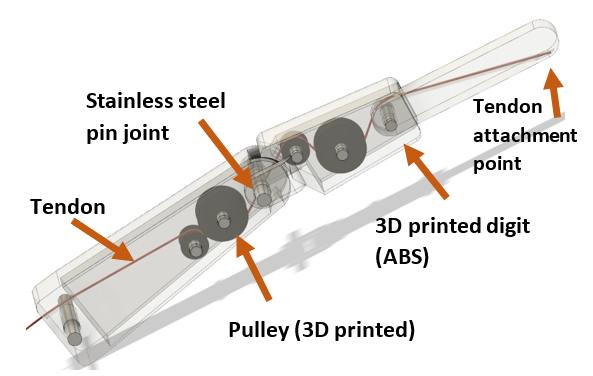 Stainless steel
pin joint
Tendon
attachment
point
Tendon
3D printed digit
(ABS)
Pulley (3D printed)